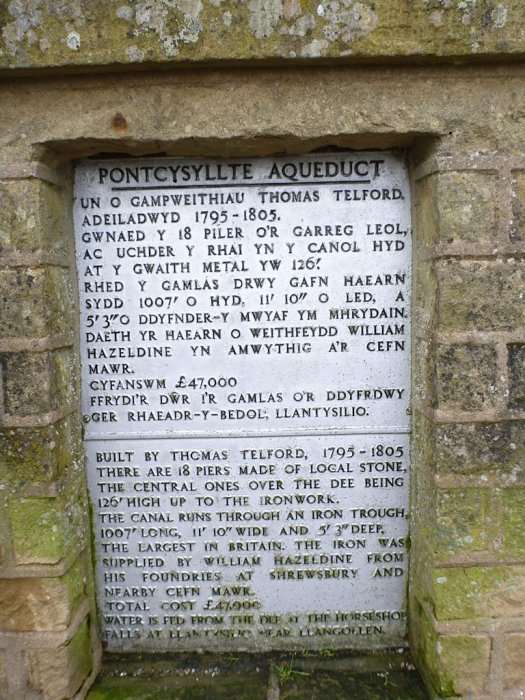 PONTCYSYLLTE AQUEDUCT
UN O GAMPWEITHIAU THOMAS TELFORD.
ADEILADWYD 1795-1805.
GWNAED Y 18 PILER O'R GARREG LEOL,
AC UCHDER Y RHAI YN Y CANOL HYD
AT Y GWAITH METAL YW 126'.
RHED Y GAMLAS DRWY GAFN HAEARN
SYDD 1007' O HYD, 11' 10" O LED, A
5' 3" O DDYFNDER-Y MWYAF YM MHRYDAIN.
DAETH YR HAEARN O WEITHFEYDD WILLIAM
HAZELDINE YN AMWYTHIG A'R CEFN
MAWR.
CYFANSWM £47,000
FFRYDI'R DŴR I'R GAMLAS O'R DDYFRDWY
GER RHAEADR-Y-BEDOL, LLANTYSILIO.
BUILT BY THOMAS TELFORD, 1795-1805
THERE ARE 18 PIERS MADE OF LOCAL STONE,
THE CENTRAL ONES OVER THE DEE BEING
126' HIGH UP TO THE IRONWORK.
THE CANAL RUNS THROUGH AN IRON TROUGH,
1007' LONG, 11' 10" WIDE AND 5' 3" DEEP,
THE LARGEST IN BRITAIN. THE IRON WAS
SUPPLIED BY WILLIAM HAZELDINE FROM
HIS FOUNDRIES AT SHREWSBURY AND
NEARBY CEFN MAWR.
TOTAL COST £47,000
WATER IS FED FROM THE DEE AT THE HORSESHOE
FALLS AT LLANTYSILIO NEAR LLANGOLLEN.